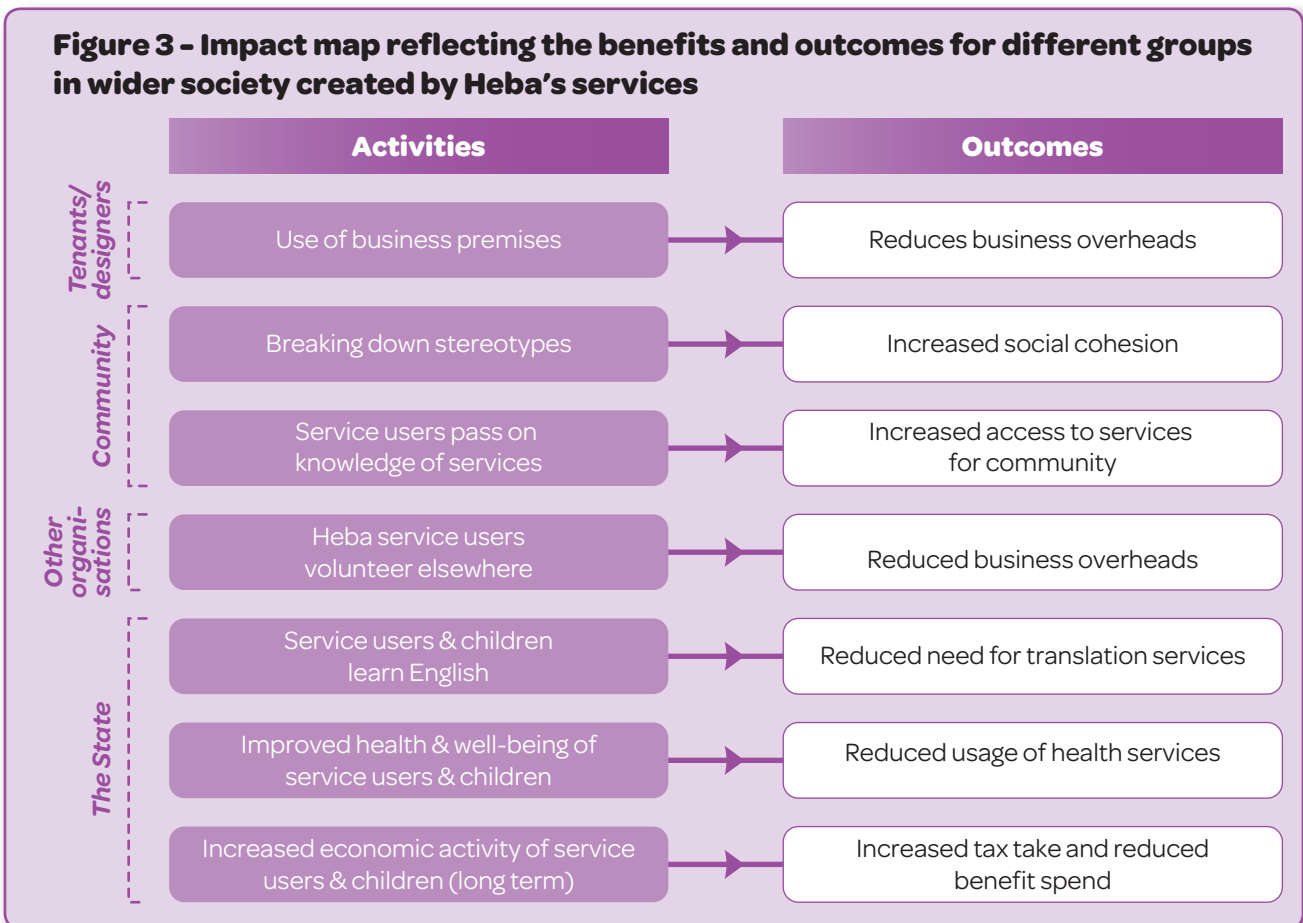 Figure 3 – Impact map reflecting the benefits and outcomes for different groups
in wider society created by Heba's services
Activities
Outcomes
Tenants/
designers
Use of business premises
Reduces business overheads
Community
Breaking down stereotypes
Increased social cohesion
Service users pass on
knowledge of services
Increased access to services
for community
Other
organi-
sations
Heba service users
volunteer elsewhere
Reduced business overheads
The State
Service users & children
learn English
Reduced need for translation services
Improved health & well-being of
service users & children
Reduced usage of health services
Increased economic activity of service
users & children (long term)
Increased tax take and reduced
benefit spend